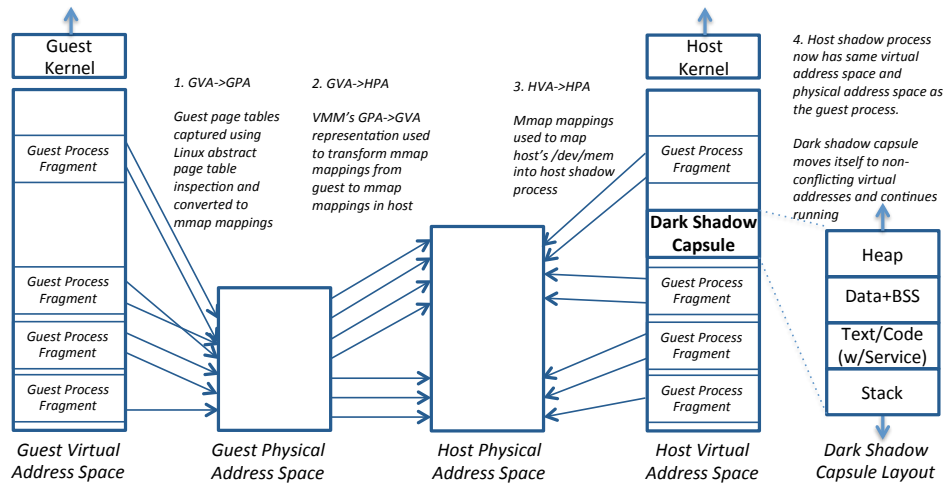 Guest
Kernel
Guest Process
Fragment
Guest Process
Fragment
Guest Process
Fragment
Guest Process
Fragment
Guest Virtual
Address Space
1. GVA->GPA
Guest page tables
captured using
Linux abstract
page table
inspection and
converted to
mmap mappings
Guest Physical
Address Space
2. GVA->HPA
VMM's GPA->GVA
representation used
to transform mmap
mappings from
guest to mmap
mappings in host
Host Physical
Address Space
3. HVA->HPA
Mmap mappings
used to map
host's /dev/mem
into host shadow
process
Host
Kernel
Guest Process
Fragment
Dark Shadow
Capsule
Guest Process
Fragment
Guest Process
Fragment
Guest Process
Fragment
Host Virtual
Address Space
4. Host shadow process
now has same virtual
address space and
physical address space as
the guest process.
Dark shadow capsule
moves itself to non-
conflicting virtual
addresses and continues
running
Heap
Data+BSS
Text/Code
(w/Service)
Stack
Dark Shadow
Capsule Layout